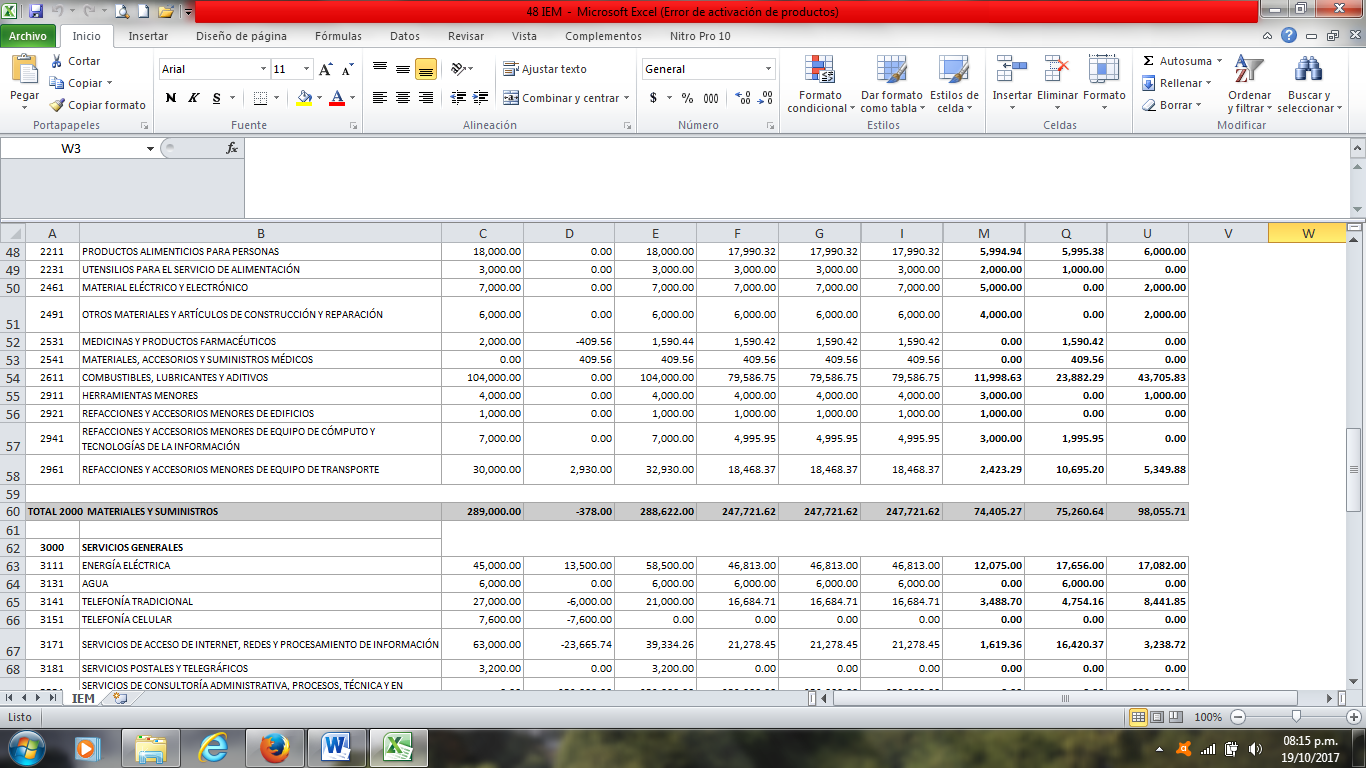 48 IEM - Microsoft Excel (Error de activación de productos)
Archivo Inicio Insertar Diseño de página Fórmulas Datos Revisar Vista Complementos Nitro Pro 10
Pegar Cortar Copiar Copiar formato Portapapeles
Arial 11 N K S Fuente
Ajustar texto Combinar y centrar Alineación
General $ % 000 Número
Formato condicional Dar formato como tabla Estilos de celda Estilos
Insertar Eliminar Formato Celdas
Σ Autosuma Rellenar Borrar Ordenar y filtrar Buscar y seleccionar Modificar
W3 fx
A B C D E F G I M Q U V W
48 2211 PRODUCTOS ALIMENTICIOS PARA PERSONAS 18,000.00 0.00 18,000.00 17,990.32 17,990.32 17,990.32 5,994.94 5,995.38 6,000.00
49 2231 UTENSILIOS PARA EL SERVICIO DE ALIMENTACIÓN 3,000.00 0.00 3,000.00 3,000.00 3,000.00 3,000.00 2,000.00 1,000.00 0.00
50 2461 MATERIAL ELÉCTRICO Y ELECTRÓNICO 7,000.00 0.00 7,000.00 7,000.00 7,000.00 7,000.00 5,000.00 0.00 2,000.00
51 2491 OTROS MATERIALES Y ARTÍCULOS DE CONSTRUCCIÓN Y REPARACIÓN 6,000.00 0.00 6,000.00 6,000.00 6,000.00 6,000.00 4,000.00 0.00 2,000.00
52 2531 MEDICINAS Y PRODUCTOS FARMACÉUTICOS 2,000.00 -409.56 1,590.44 1,590.42 1,590.42 1,590.42 0.00 1,590.42 0.00
53 2541 MATERIALES, ACCESORIOS Y SUMINISTROS MÉDICOS 0.00 409.56 409.56 409.56 409.56 409.56 0.00 409.56 0.00
54 2611 COMBUSTIBLES, LUBRICANTES Y ADITIVOS 104,000.00 0.00 104,000.00 79,586.75 79,586.75 79,586.75 11,998.63 23,882.29 43,705.83
55 2911 HERRAMIENTAS MENORES 4,000.00 0.00 4,000.00 4,000.00 4,000.00 4,000.00 3,000.00 0.00 1,000.00
56 2921 REFACCIONES Y ACCESORIOS MENORES DE EDIFICIOS 1,000.00 0.00 1,000.00 1,000.00 1,000.00 1,000.00 1,000.00 0.00 0.00
57 2941 REFACCIONES Y ACCESORIOS MENORES DE EQUIPO DE CÓMPUTO Y
TECNOLOGÍAS DE LA INFORMACIÓN 7,000.00 0.00 7,000.00 4,995.95 4,995.95 4,995.95 3,000.00 1,995.95 0.00
58 2961 REFACCIONES Y ACCESORIOS MENORES DE EQUIPO DE TRANSPORTE 30,000.00 2,930.00 32,930.00 18,468.37 18,468.37 18,468.37 2,423.29 10,695.20 5,349.88
59
60 TOTAL 2000 MATERIALES Y SUMINISTROS 289,000.00 -378.00 288,622.00 247,721.62 247,721.62 247,721.62 74,405.27 75,260.64 98,055.71
61
62 3000 SERVICIOS GENERALES
63 3111 ENERGÍA ELÉCTRICA 45,000.00 13,500.00 58,500.00 46,813.00 46,813.00 46,813.00 12,075.00 17,656.00 17,082.00
64 3131 AGUA 6,000.00 0.00 6,000.00 6,000.00 6,000.00 6,000.00 0.00 6,000.00 0.00
65 3141 TELEFONÍA TRADICIONAL 27,000.00 -6,000.00 21,000.00 16,684.71 16,684.71 16,684.71 3,488.70 4,754.16 8,441.85
66 3151 TELEFONÍA CELULAR 7,600.00 -7,600.00 0.00 0.00 0.00 0.00 0.00 0.00 0.00
67 3171 SERVICIOS DE ACCESO DE INTERNET, REDES Y PROCESAMIENTO DE INFORMACIÓN 63,000.00 -23,665.74 39,334.26 21,278.45 21,278.45 21,278.45 1,619.36 16,420.37 3,238.72
68 3181 SERVICIOS POSTALES Y TELEGRÁFICOS 3,200.00 0.00 3,200.00 0.00 0.00 0.00 0.00 0.00 0.00
SERVICIOS DE CONSULTORÍA ADMINISTRATIVA, PROCESOS, TÉCNICA Y EN
IEM
Listo 100%
08:15 p.m.
19/10/2017